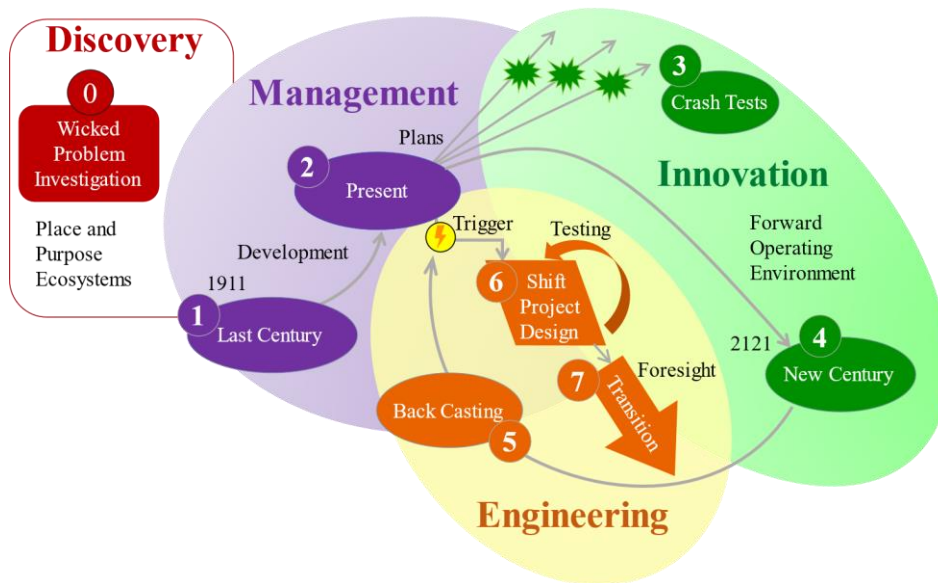 Discovery
0
Wicked
Problem
Investigation
Place and
Purpose
Ecosystems
Management
Plans
2
Present
Development
1911
1
Last Century
3
Crash Tests
Innovation
Forward
Operating
Environment
2121
4
New Century
Trigger
Testing
6
Shift
Project
Design
Foresight
7
Transition
Back Casting
5
Engineering